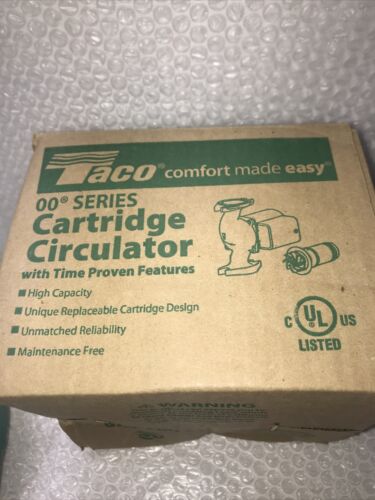 Taco® comfort made easy®
00® SERIES
Cartridge
Circulator
with Time Proven Features
■ High Capacity
■ Unique Replaceable Cartridge Design
■ Unmatched Reliability
■ Maintenance Free
C UL® US
LISTED
⚠ WARNING